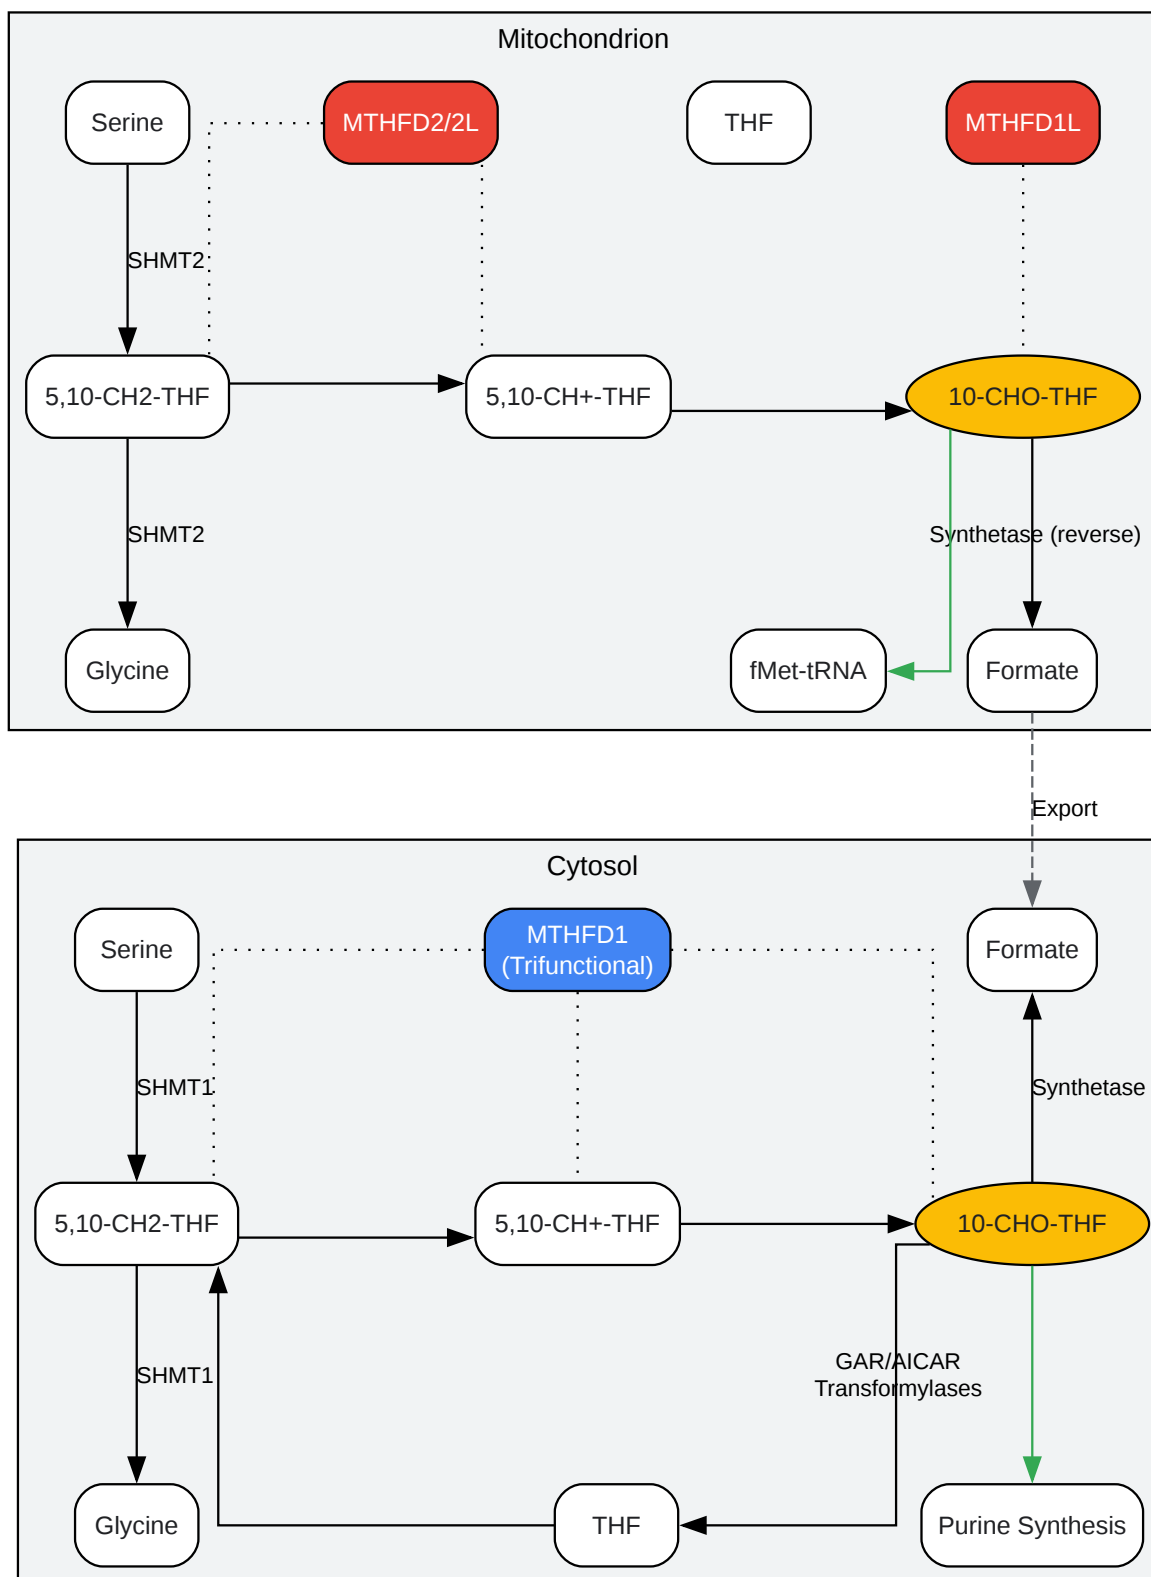 Mitochondrion
Serine
MTHFD2/2L
THF
MTHFD1L
SHMT2
5,10-CH2-THF
5,10-CH+-THF
10-CHO-THF
SHMT2
Synthetase (reverse)
Glycine
fMet-tRNA
Formate
Export
Cytosol
Serine
MTHFD1
(Trifunctional)
Formate
SHMT1
Synthetase
5,10-CH2-THF
5,10-CH+-THF
10-CHO-THF
SHMT1
GAR/AICAR
Transformylases
Glycine
THF
Purine Synthesis